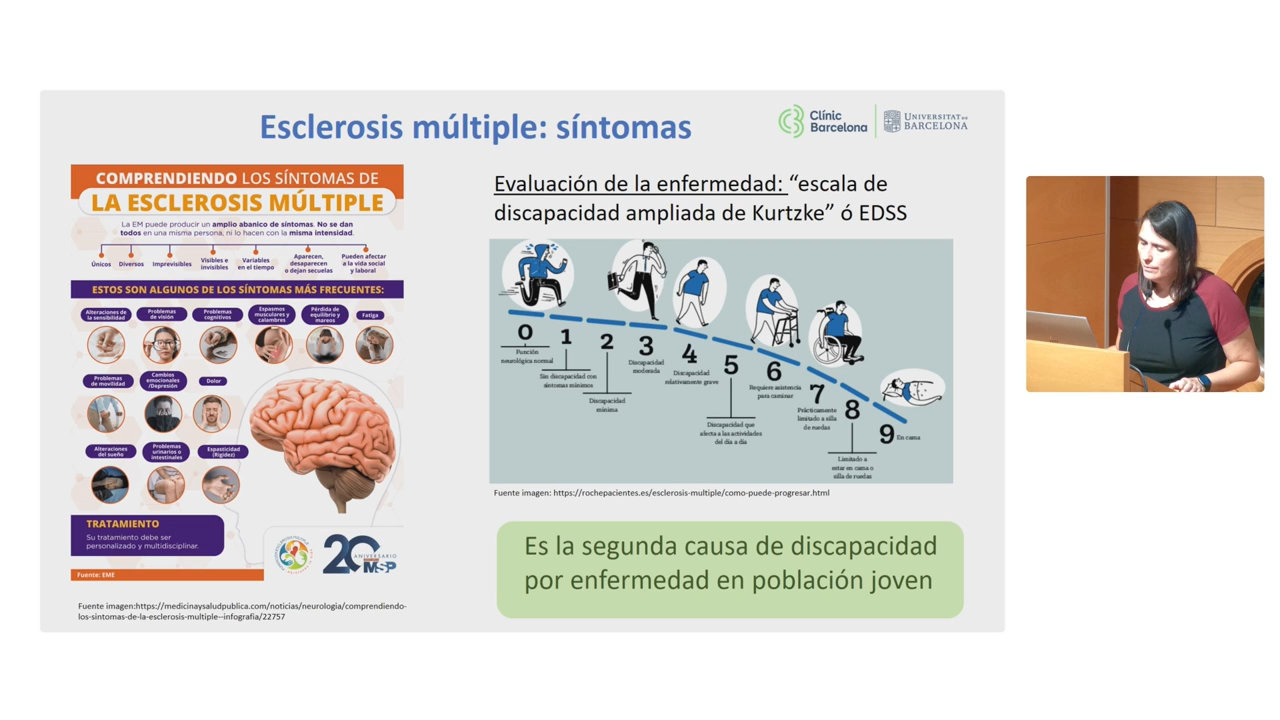 Esclerosis múltiple: síntomas
Clínic
Barcelona
UNIVERSITAT DE
BARCELONA
COMPRENDIENDO LOS SÍNTOMAS DE
LA ESCLEROSIS MÚLTIPLE
La EM puede producir un amplio abanico de síntomas. No se dan
todos en una misma persona, ni lo hacen con la misma intensidad.
Únicos
Diversos
Imprevisibles
Visibles e
invisibles
Variables
en el tiempo
Aparecen,
desaparecen
o dejan secuelas
Pueden afectar
a la vida social
y laboral
ESTOS SON ALGUNOS DE LOS SÍNTOMAS MÁS FRECUENTES:
Alteraciones de
la sensibilidad
Problemas
de visión
Problemas
cognitivos
Espasmos
musculares y
calambres
Pérdida de
equilibrio y
mareos
Fatiga
Problemas
de movilidad
Cambios
emocionales
/Depresión
Dolor
Alteraciones
del sueño
Problemas
urinarios o
intestinales
Espasticidad
(Rigidez)
TRATAMIENTO
Su tratamiento debe ser
personalizado y multidisciplinar.
20
ANIVERSARIO
MSP
Fuente: EME
Fuente imagen:https://medicinaysaludpublica.com/noticias/neurologia/comprendiendo-
los-sintomas-de-la-esclerosis-multiple--infografia/22757
Evaluación de la enfermedad: “escala de
discapacidad ampliada de Kurtzke” ó EDSS
0
Función
neurológica normal
1
Sin discapacidad con
síntomas mínimos
2
Discapacidad
mínima
3
Discapacidad
moderada
4
Discapacidad
relativamente grave
5
Discapacidad que
afecta a las actividades
del día a día
6
Requiere asistencia
para caminar
7
Prácticamente
limitado a silla
de ruedas
8
Limitado a
estar en cama o
silla de ruedas
9
En cama
Fuente imagen: https://rochepacientes.es/esclerosis-multiple/como-puede-progresar.html
Es la segunda causa de discapacidad
por enfermedad en población joven